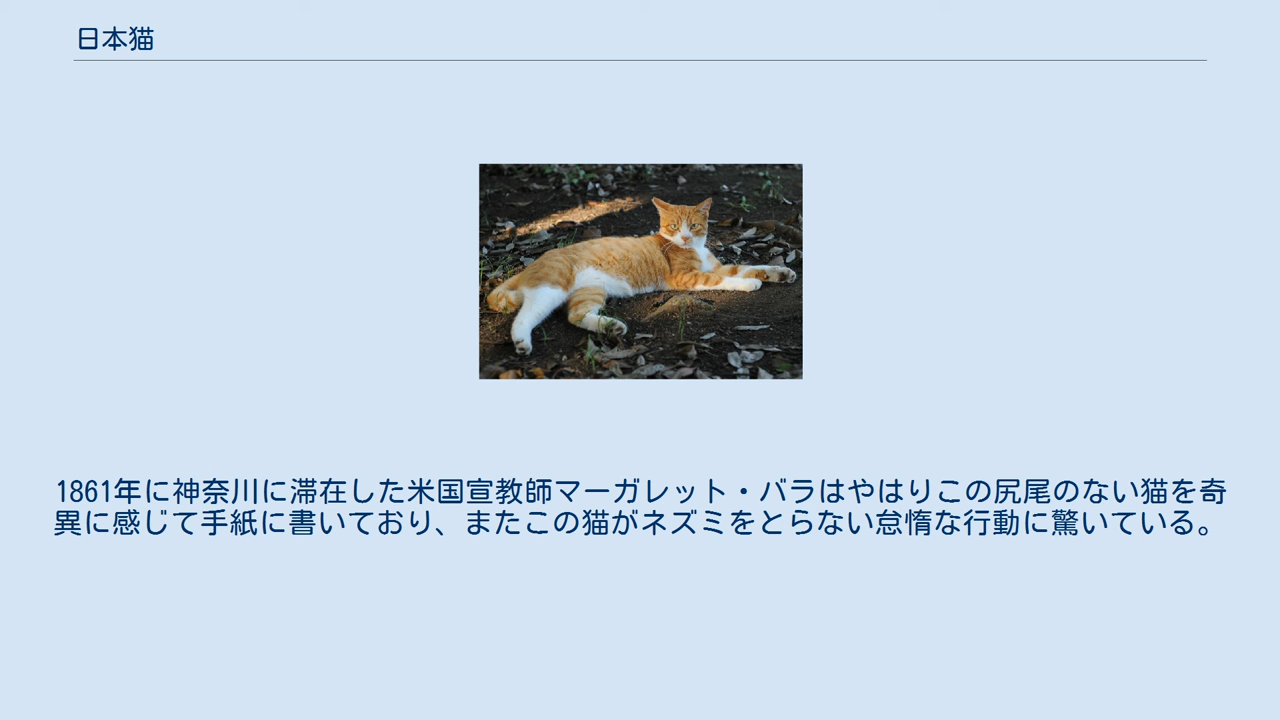 日本猫
1861年に神奈川に滞在した米国宣教師マーガレット・バラはやはりこの尻尾のない猫を奇
異に感じて手紙に書いており、またこの猫がネズミをとらない怠惰な行動に驚いている。